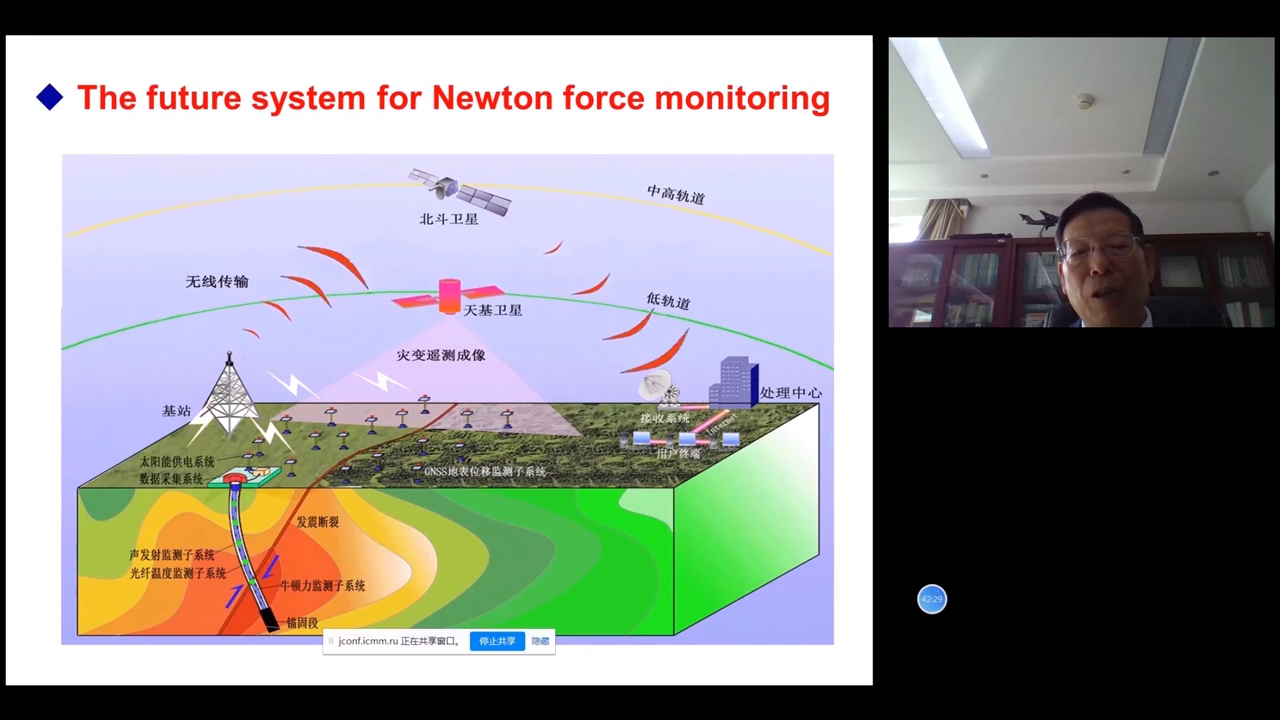 The future system for Newton force monitoring
中高轨道
北斗卫星
无线传输
低轨道
天基卫星
灾变遥测成像
处理中心
基站
接收系统
Internet
用户终端
太阳能供电系统
GNSS地表位移监测子系统
数据采集系统
发震断裂
声发射监测子系统
光纤温度监测子系统
牛顿力监测子系统
锚固段
jconf.icmm.ru 正在共享窗口。 停止共享 隐藏
42:29